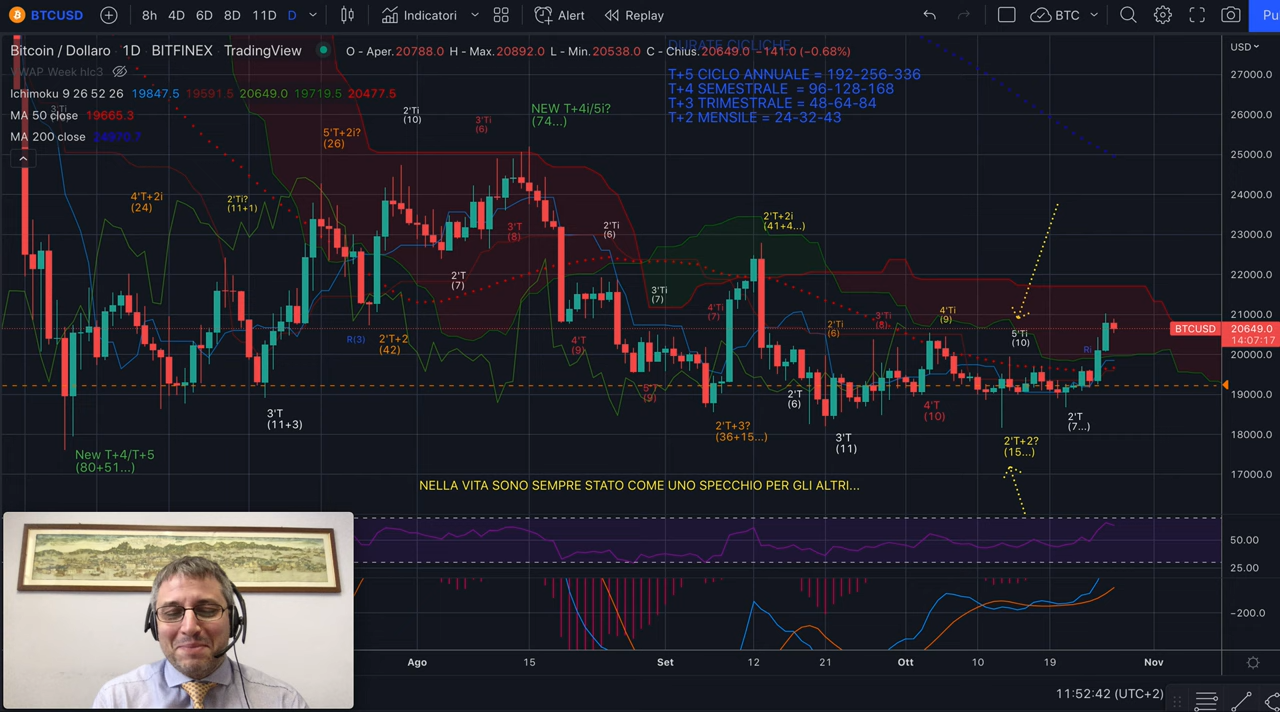 BTCUSD
8h 4D 6D 8D 11D D
Indicatori
Alert
Replay
BTC
Pu
Bitcoin / Dollaro · 1D · BITFINEX · TradingView
O - Aper.20788.0 H - Max.20892.0 L - Min.20538.0 C - Chius.20649.0 −141.0 (−0.68%)
USD
VWAP Week hlc3
Ichimoku 9 26 52 26 19847.5 19591.5 20649.0 19719.5 20477.5
MA 50 close 19665.3
MA 200 close 24970.7
DURATE CICLICHE
T+5 CICLO ANNUALE = 192-256-336
T+4 SEMESTRALE = 96-128-168
T+3 TRIMESTRALE = 48-64-84
T+2 MENSILE = 24-32-43
27000.0
26000.0
25000.0
24000.0
23000.0
22000.0
21000.0
BTCUSD 20649.0
14:07:17
20000.0
19000.0
18000.0
17000.0
3'Ti
(11)
4'T+2i
(24)
2'Ti?
(11+1)
5'T+2i?
(26)
2'Ti
(10)
3'Ti
(6)
NEW T+4i/5i?
(74...)
3'T
(8)
2'T
(7)
2'Ti
(6)
R(3)
2'T+2
(42)
3'T
(11+3)
New T+4/T+5
(80+51...)
4'T
(9)
3'Ti
(7)
5'T
(9)
4'Ti
(7)
2'T+3?
(36+15...)
2'T+2i
(41+4...)
2'T
(6)
2'Ti
(6)
3'T
(11)
3'Ti
(8)
4'Ti
(9)
4'T
(10)
5'Ti
(10)
2'T+2?
(15...)
2'T
(7...)
Ri
NELLA VITA SONO SEMPRE STATO COME UNO SPECCHIO PER GLI ALTRI...
50.00
25.00
−200.0
Ago 15 Set 12 21 Ott 10 19 Nov
11:52:42 (UTC+2)